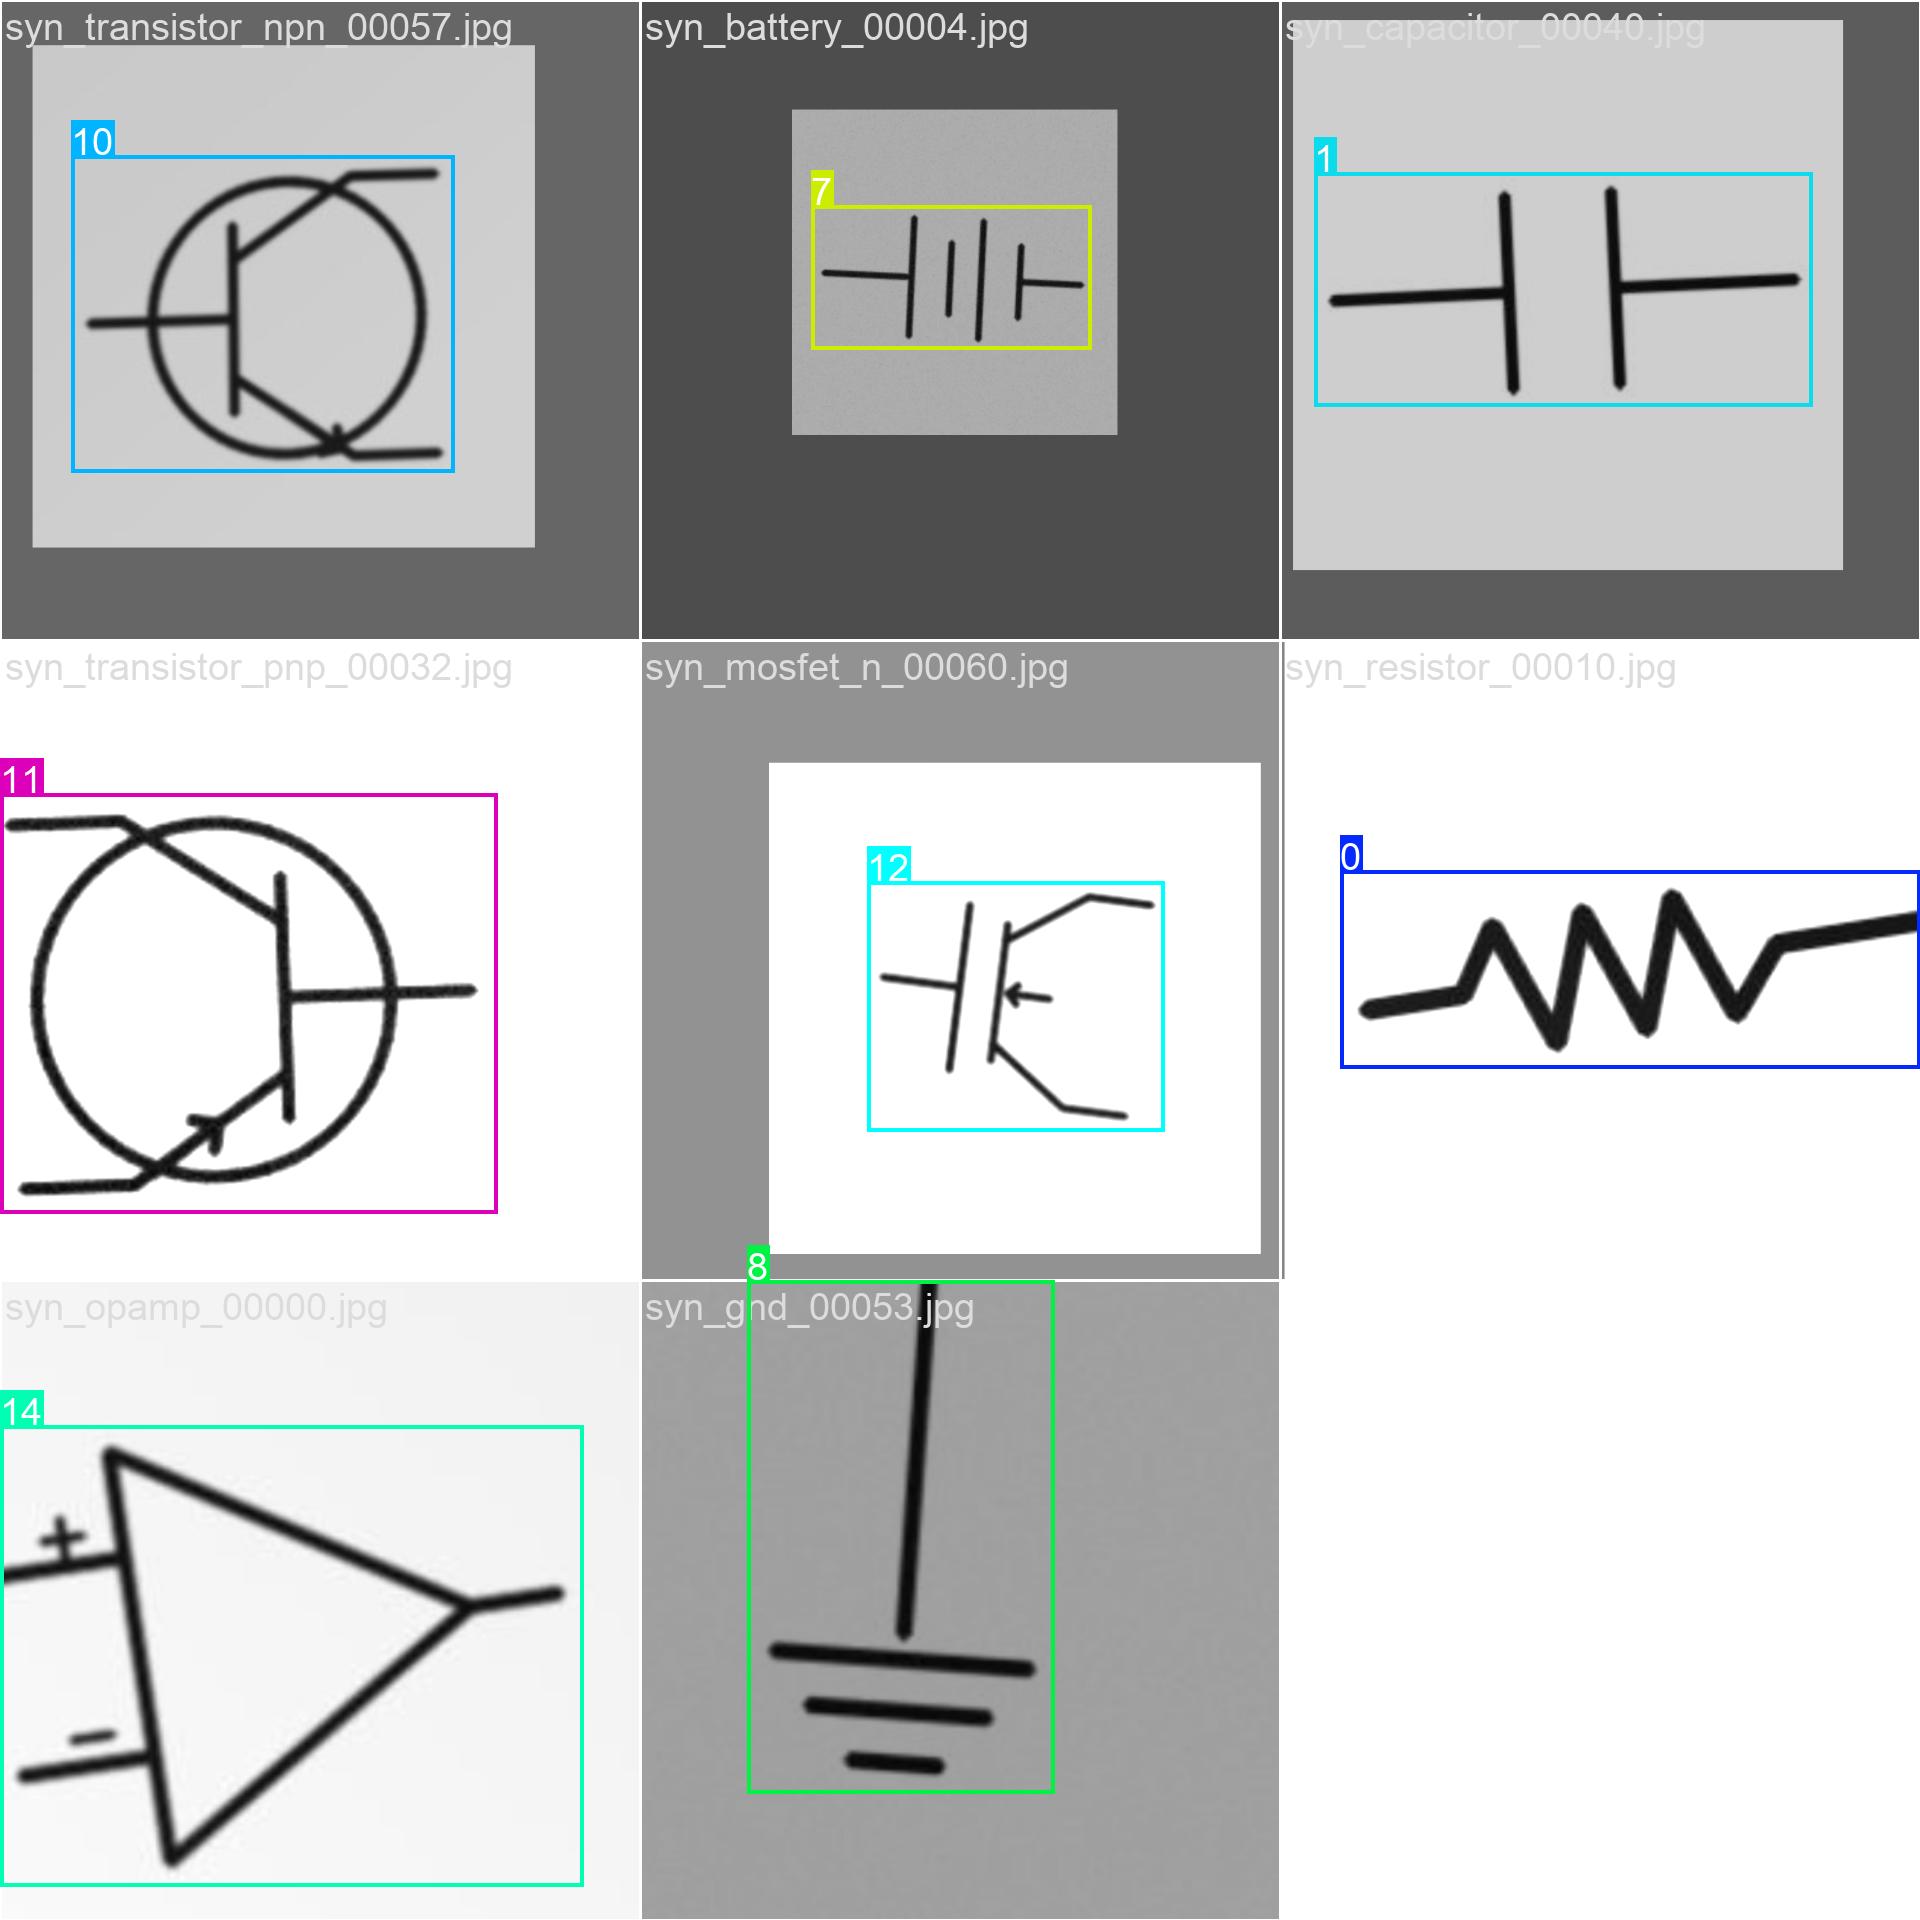 syn_transistor_npn_00057.jpg
syn_battery_00004.jpg
syn_capacitor_00040.jpg
10
7
1
syn_transistor_pnp_00032.jpg
syn_mosfet_n_00060.jpg
syn_resistor_00010.jpg
11
12
0
8
syn_opamp_00000.jpg
syn_gnd_00053.jpg
14
+
-